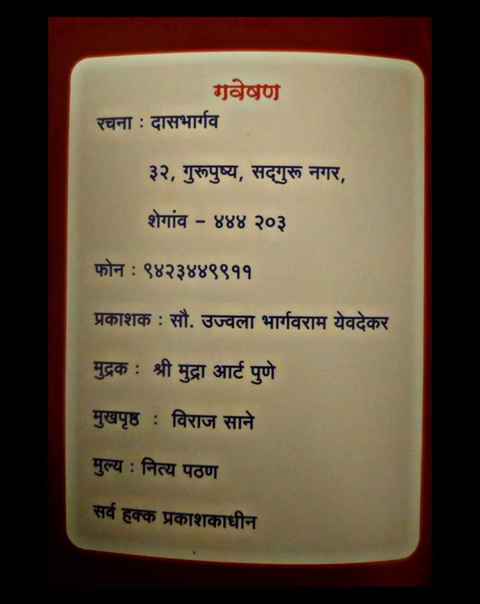 गवेषण
रचना : दासभार्गव
३२, गुरूपुष्य, सद्‌गुरू नगर,
शेगांव – ४४४ २०३
फोन : ९४२३४४९९११
प्रकाशक : सौ. उज्वला भार्गवराम येवदेकर
मुद्रक : श्री मुद्रा आर्ट पुणे
मुखपृष्ठ : विराज साने
मुल्य : नित्य पठण
सर्व हक्क प्रकाशकाधीन